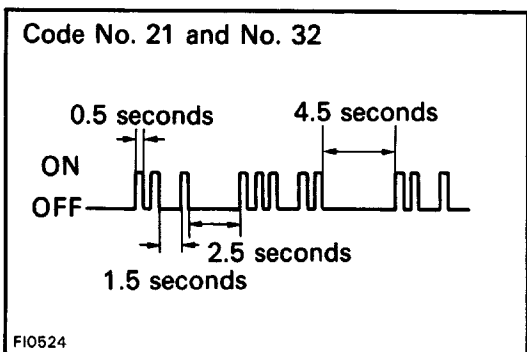 Code No. 21 and No. 32
0.5 seconds
4.5 seconds
ON
OFF
2.5 seconds
1.5 seconds
FI0524